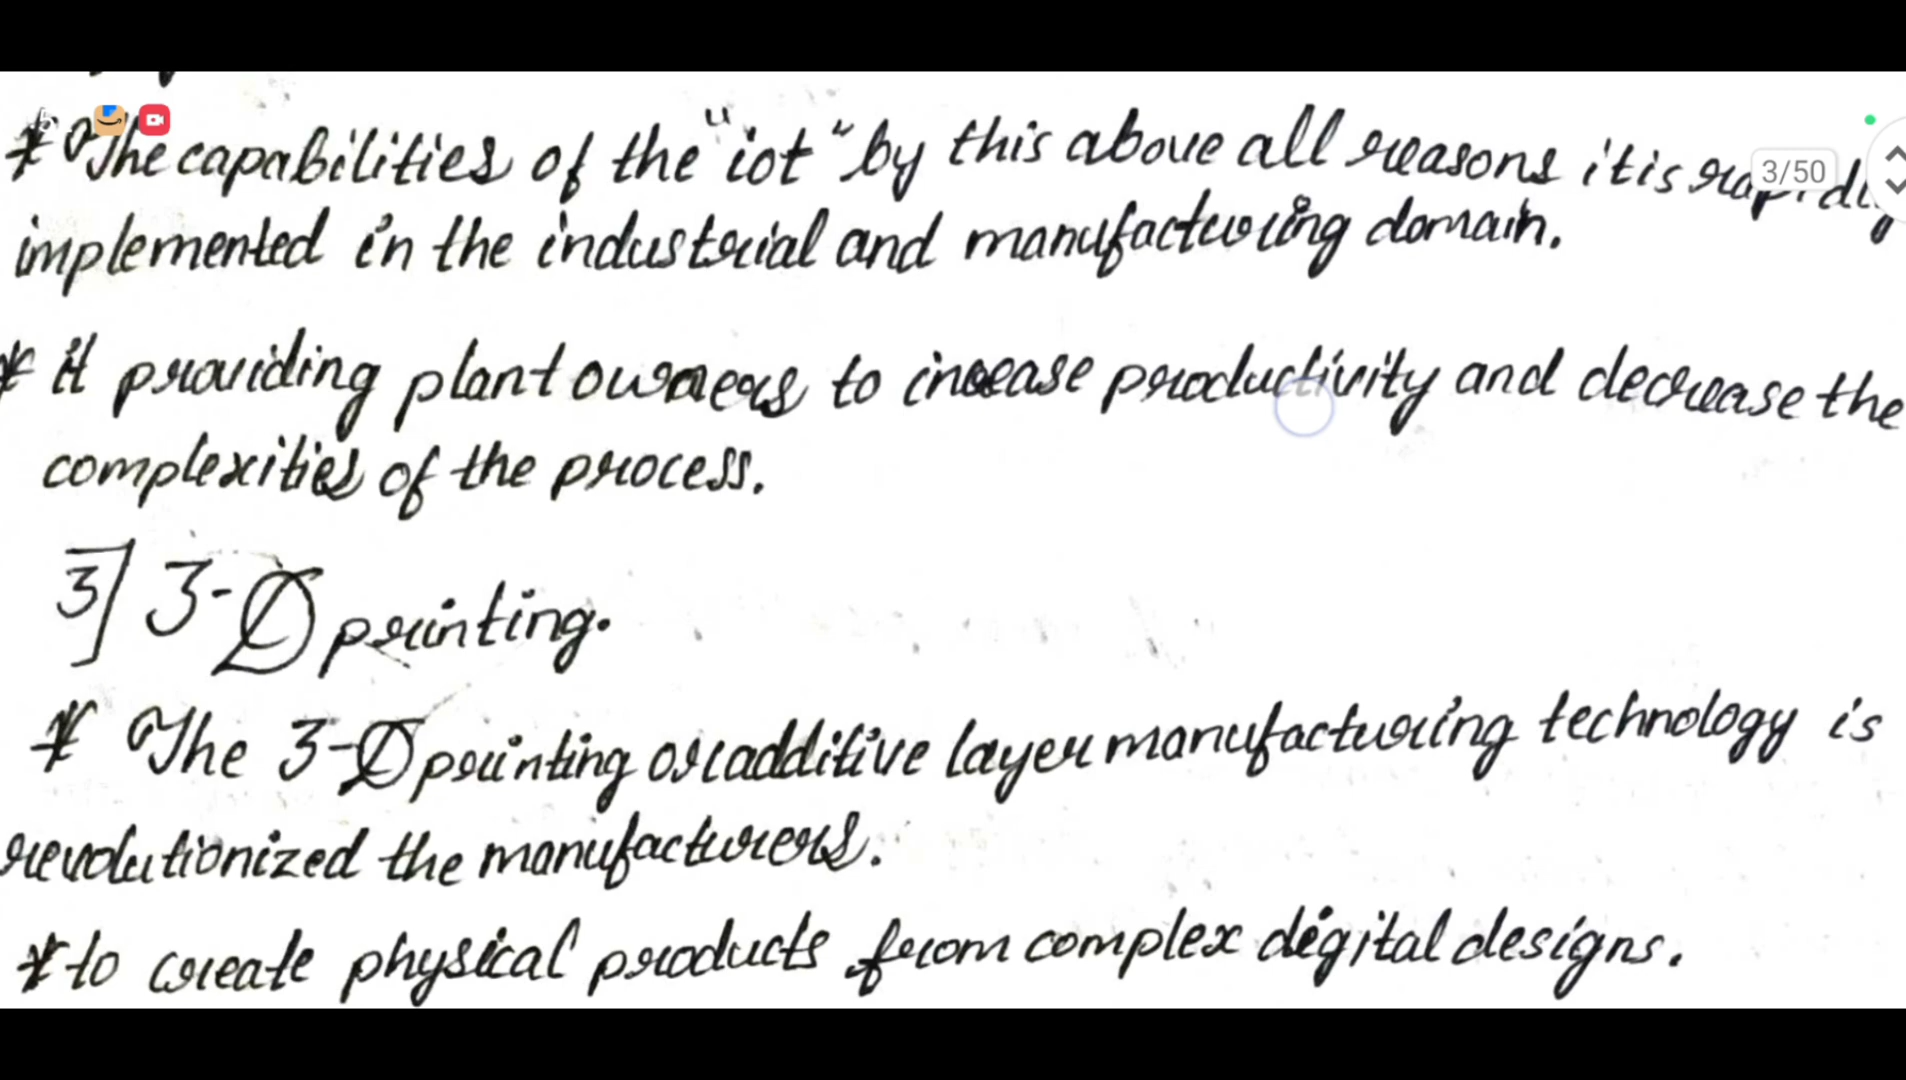 * The capabilities of the "iot" by this above all reasons it is rapidly
implemented in the industrial and manufacturing domain.
* it providing plant owners to increase productivity and decrease the
complexities of the process.
3] 3-D printing.
* The 3-D printing or additive layer manufacturing technology is
revolutionized the manufacturers.
* to create physical products from complex digital designs.
3/50